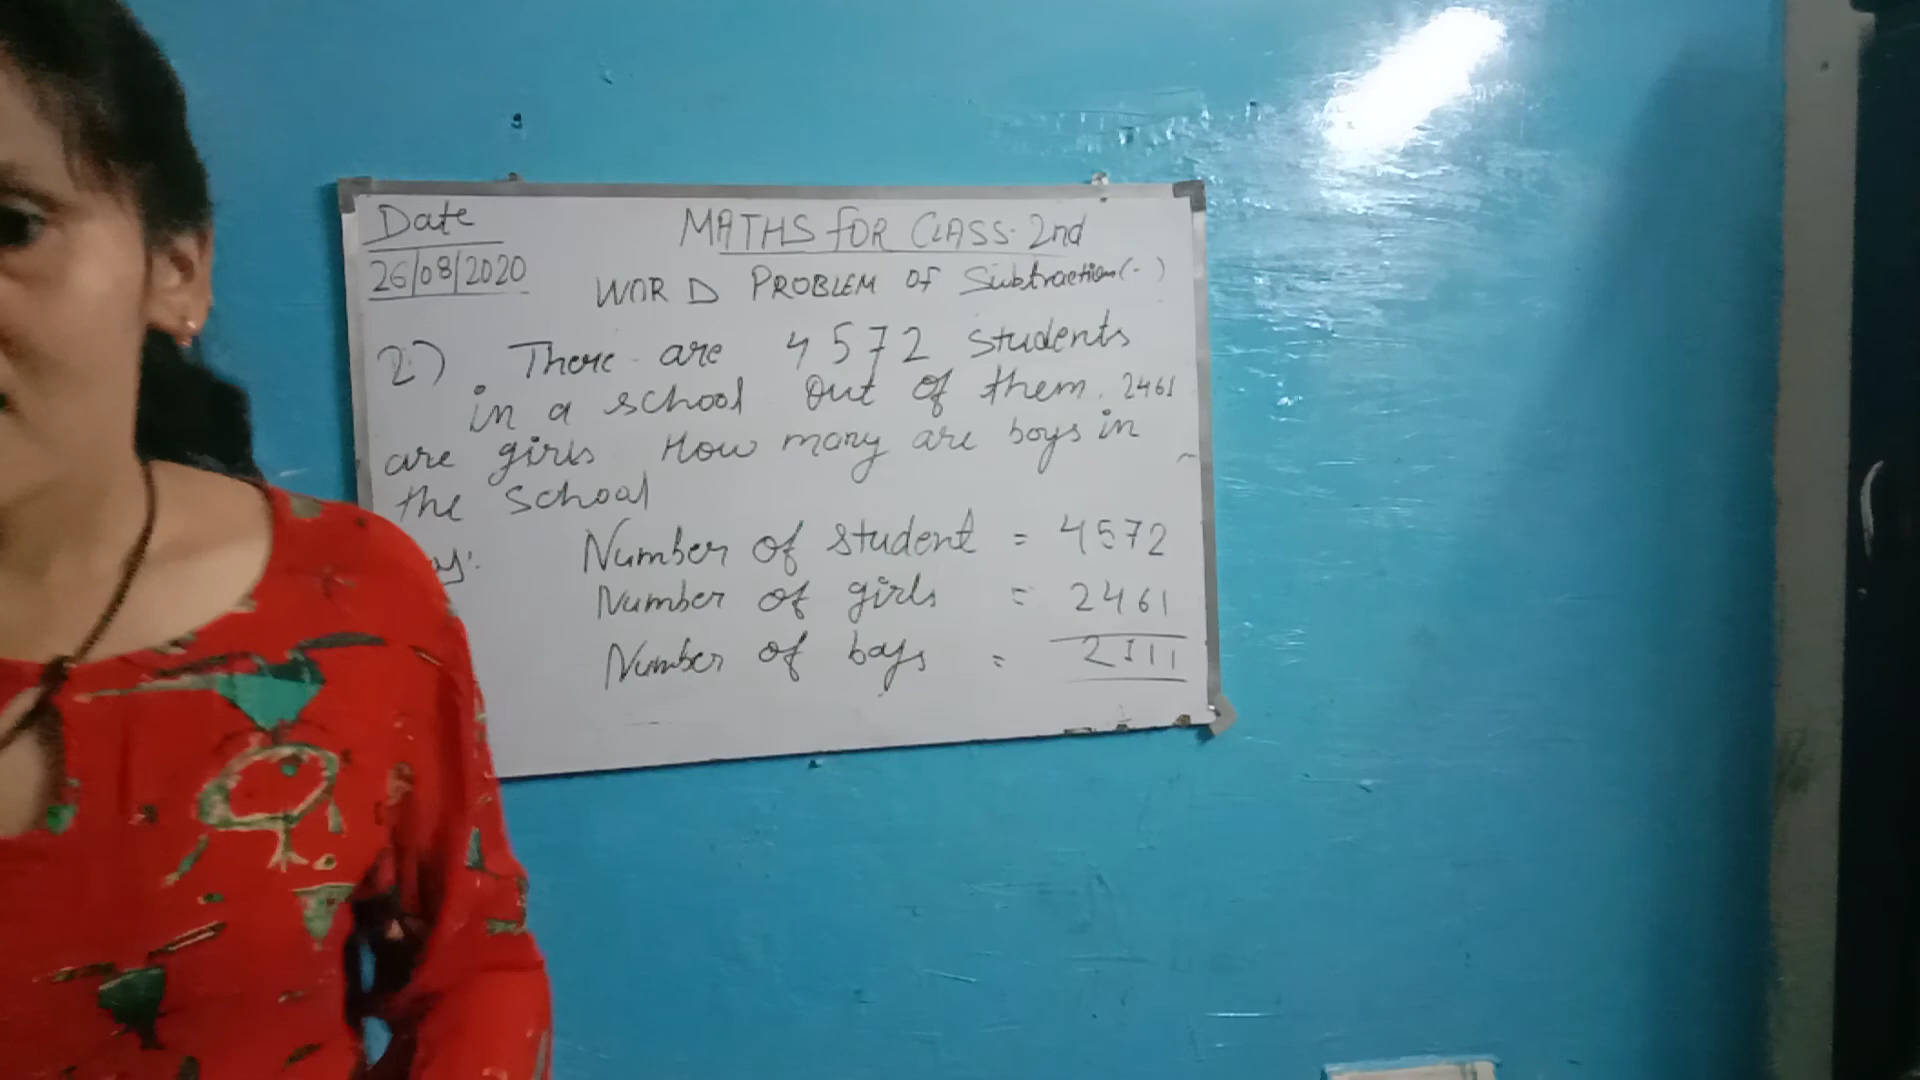 Date
26/08/2020
MATHS FOR CLASS. 2nd
WORD PROBLEM OF Subtraction (-)
2.) There are 4572 students
in a school Out of them. 2461
are girls How many are boys in
the school
Number of student = 4572
Number of girls = 2461
Number of boys = 2111